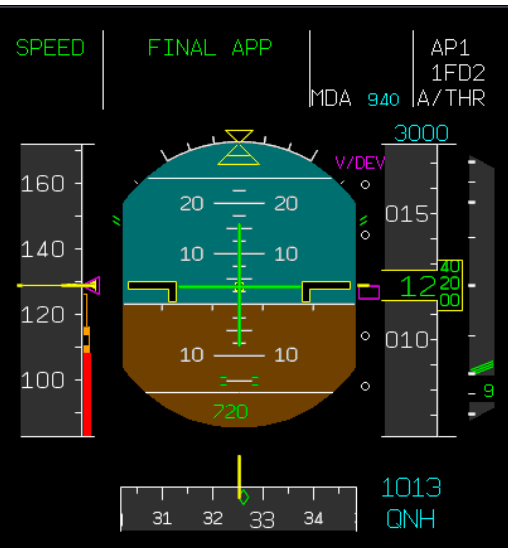 SPEED FINAL APP AP1
1FD2
MDA 940 A/THR
3000
V/DEV
160 20 20 015
140 10 10
40
12 20
00
120 010
10 10
100 9
720
1013
31 32 33 34 QNH